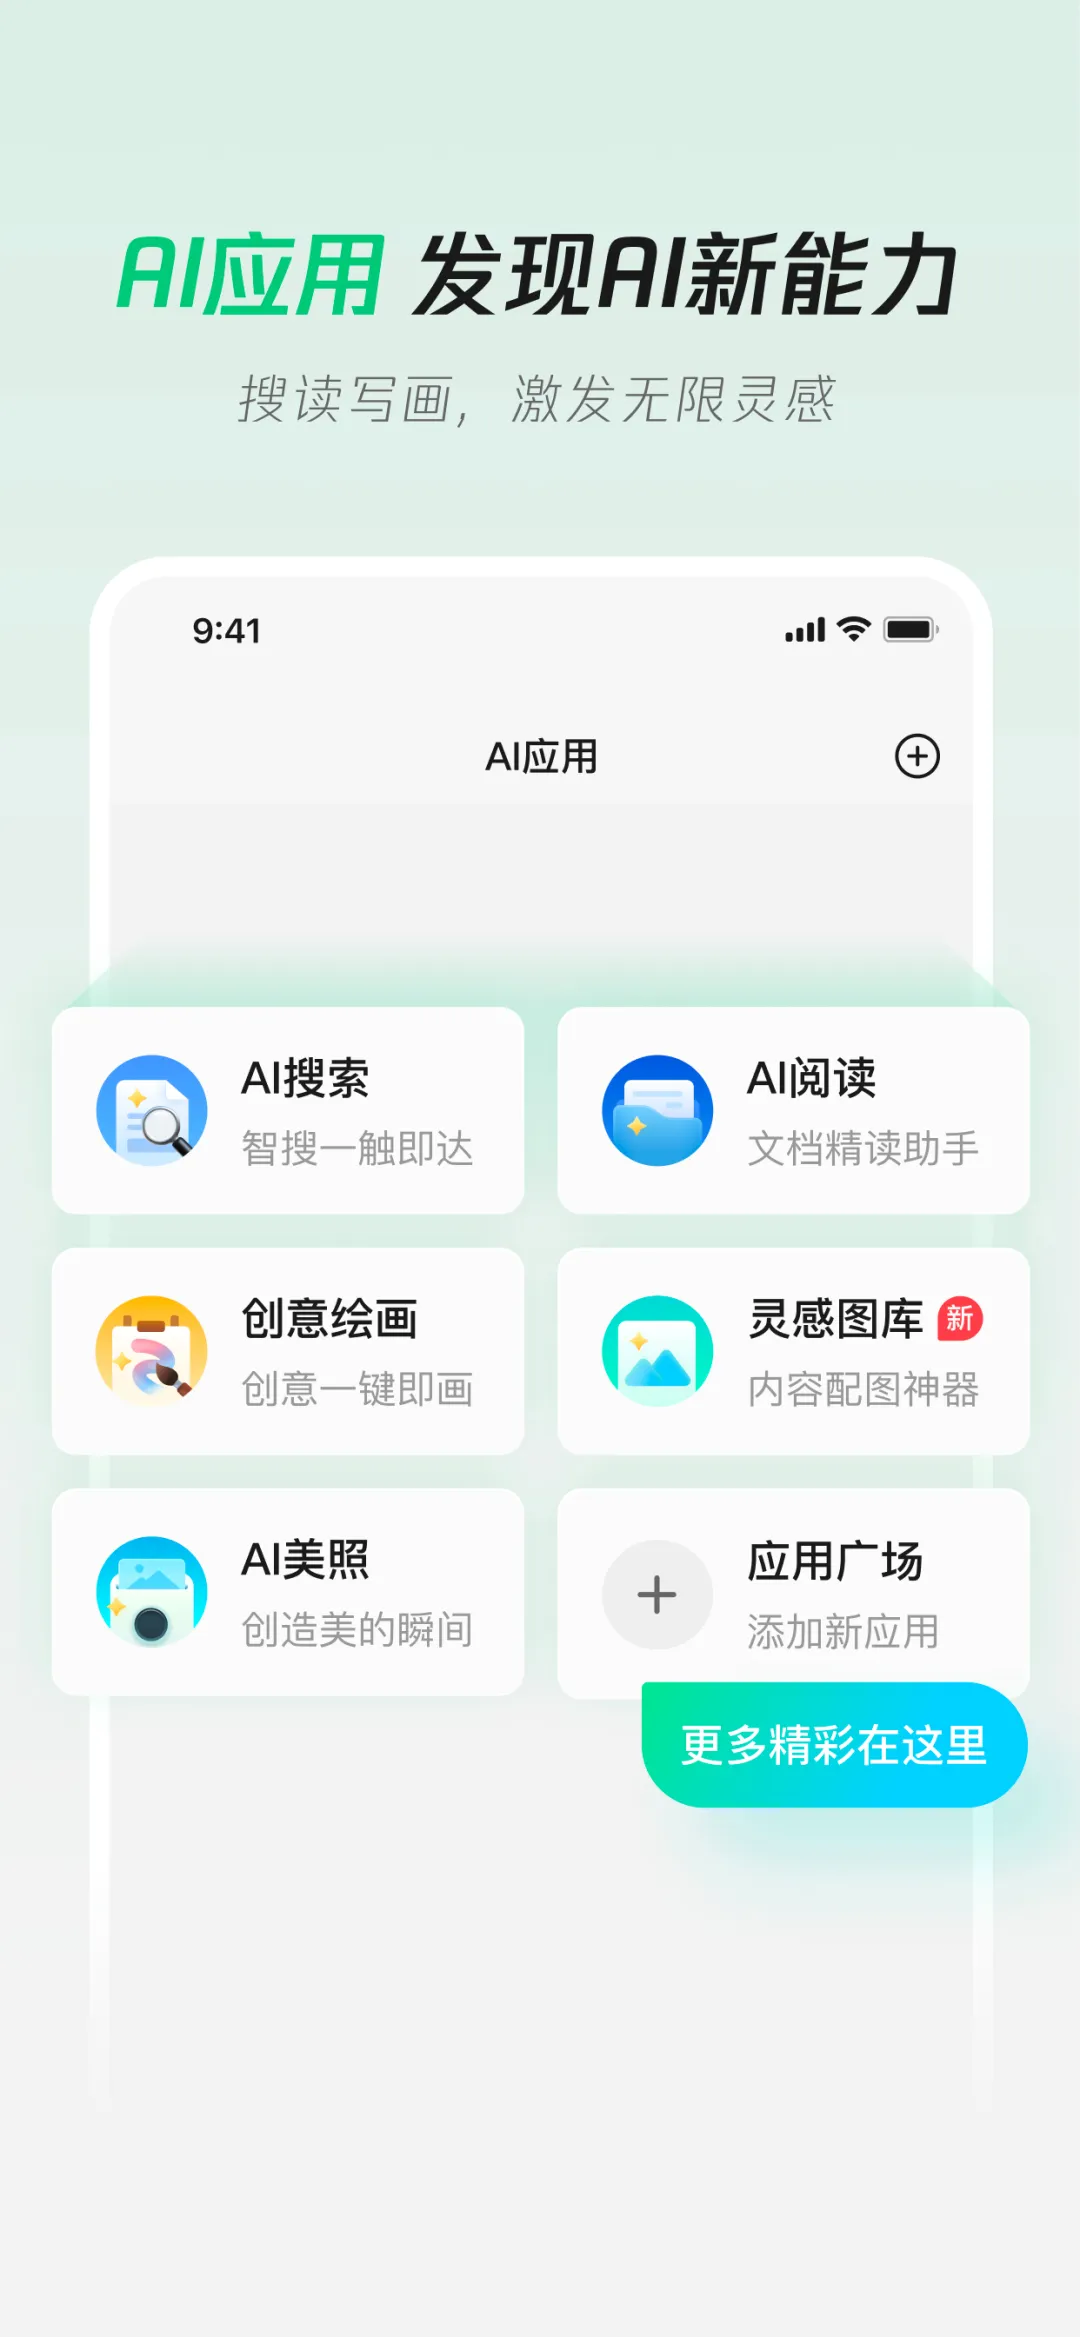 AI应用 发现AI新能力
搜读写画，激发无限灵感
9:41
AI应用
AI搜索
智搜一触即达
AI阅读
文档精读助手
创意绘画
创意一键即画
灵感图库 新
内容配图神器
AI美照
创造美的瞬间
应用广场
添加新应用
更多精彩在这里